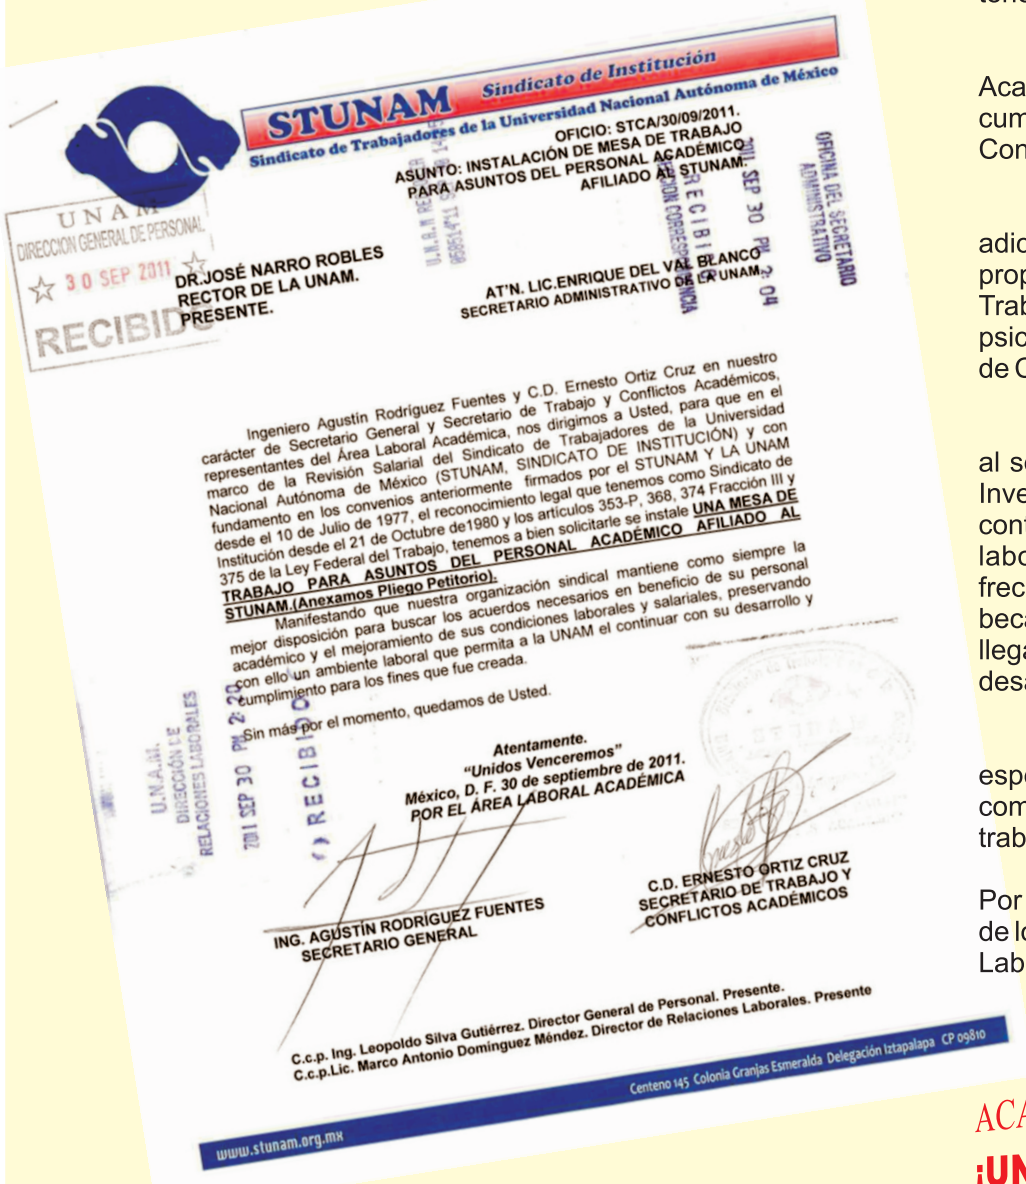 STUNAM Sindicato de Institución
Sindicato de Trabajadores de la Universidad Nacional Autónoma de México
OFICIO: STCA/30/09/2011.
ASUNTO: INSTALACIÓN DE MESA DE TRABAJO
PARA ASUNTOS DEL PERSONAL ACADÉMICO
AFILIADO AL STUNAM.
UNAM
DIRECCION GENERAL DE PERSONAL
30 SEP 2011
RECIBIDO
OFICINA DEL SECRETARIO
ADMINISTRATIVO
2011 SEP 30 PM 2 04
RECIBIDO
DR.JOSÉ NARRO ROBLES
RECTOR DE LA UNAM.
PRESENTE.
AT'N. LIC.ENRIQUE DEL VAL BLANCO
SECRETARIO ADMINISTRATIVO DE LA UNAM.
Ingeniero Agustín Rodríguez Fuentes y C.D. Ernesto Ortiz Cruz en nuestro
carácter de Secretario General y Secretario de Trabajo y Conflictos Académicos,
representantes del Área Laboral Académica, nos dirigimos a Usted, para que en el
marco de la Revisión Salarial del Sindicato de Trabajadores de la Universidad
Nacional Autónoma de México (STUNAM, SINDICATO DE INSTITUCIÓN) y con
fundamento en los convenios anteriormente firmados por el STUNAM Y LA UNAM
desde el 10 de Julio de 1977, el reconocimiento legal que tenemos como Sindicato de
Institución desde el 21 de Octubre de1980 y los artículos 353-P, 368, 374 Fracción III y
375 de la Ley Federal del Trabajo, tenemos a bien solicitarle se instale UNA MESA DE
TRABAJO PARA ASUNTOS DEL PERSONAL ACADÉMICO AFILIADO AL
STUNAM.(Anexamos Pliego Petitorio).
Manifestando que nuestra organización sindical mantiene como siempre la
mejor disposición para buscar los acuerdos necesarios en beneficio de su personal
académico y el mejoramiento de sus condiciones laborales y salariales, preservando
con ello un ambiente laboral que permita a la UNAM el continuar con su desarrollo y
cumplimiento para los fines que fue creada.
Sin más por el momento, quedamos de Usted.
U.N.A.M.
DIRECCIÓN DE
RELACIONES LABORALES
2011 SEP 30 PM 2:20
RECIBIDO
Atentamente.
"Unidos Venceremos"
México, D. F. 30 de septiembre de 2011.
POR EL ÁREA LABORAL ACADÉMICA
ING. AGUSTÍN RODRÍGUEZ FUENTES
SECRETARIO GENERAL
C.D. ERNESTO ORTIZ CRUZ
SECRETARIO DE TRABAJO Y
CONFLICTOS ACADÉMICOS
C.c.p. Ing. Leopoldo Silva Gutiérrez. Director General de Personal. Presente.
C.c.p.Lic. Marco Antonio Domínguez Méndez. Director de Relaciones Laborales. Presente
Centeno 145 Colonia Granjas Esmeralda Delegación Iztapalapa CP 09810
www.stunam.org.mx
Aca
cum
Con
adic
prop
Trab
psic
de C
al se
Inve
conf
labo
frec
beca
llega
desa
espe
com
trab
Por
de lo
Lab
ACA
¡UN